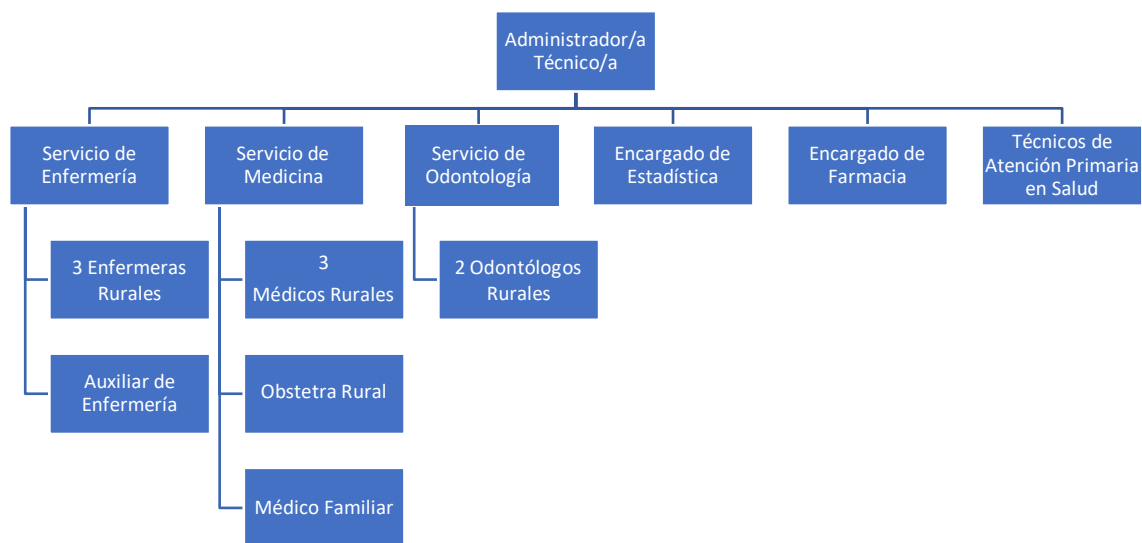 Administrador/a
Técnico/a
Servicio de
Enfermería
Servicio de
Medicina
Servicio de
Odontología
Encargado de
Estadística
Encargado de
Farmacia
Técnicos de
Atención Primaria
en Salud
3 Enfermeras
Rurales
3
Médicos Rurales
2 Odontólogos
Rurales
Auxiliar de
Enfermería
Obstetra Rural
Médico Familiar